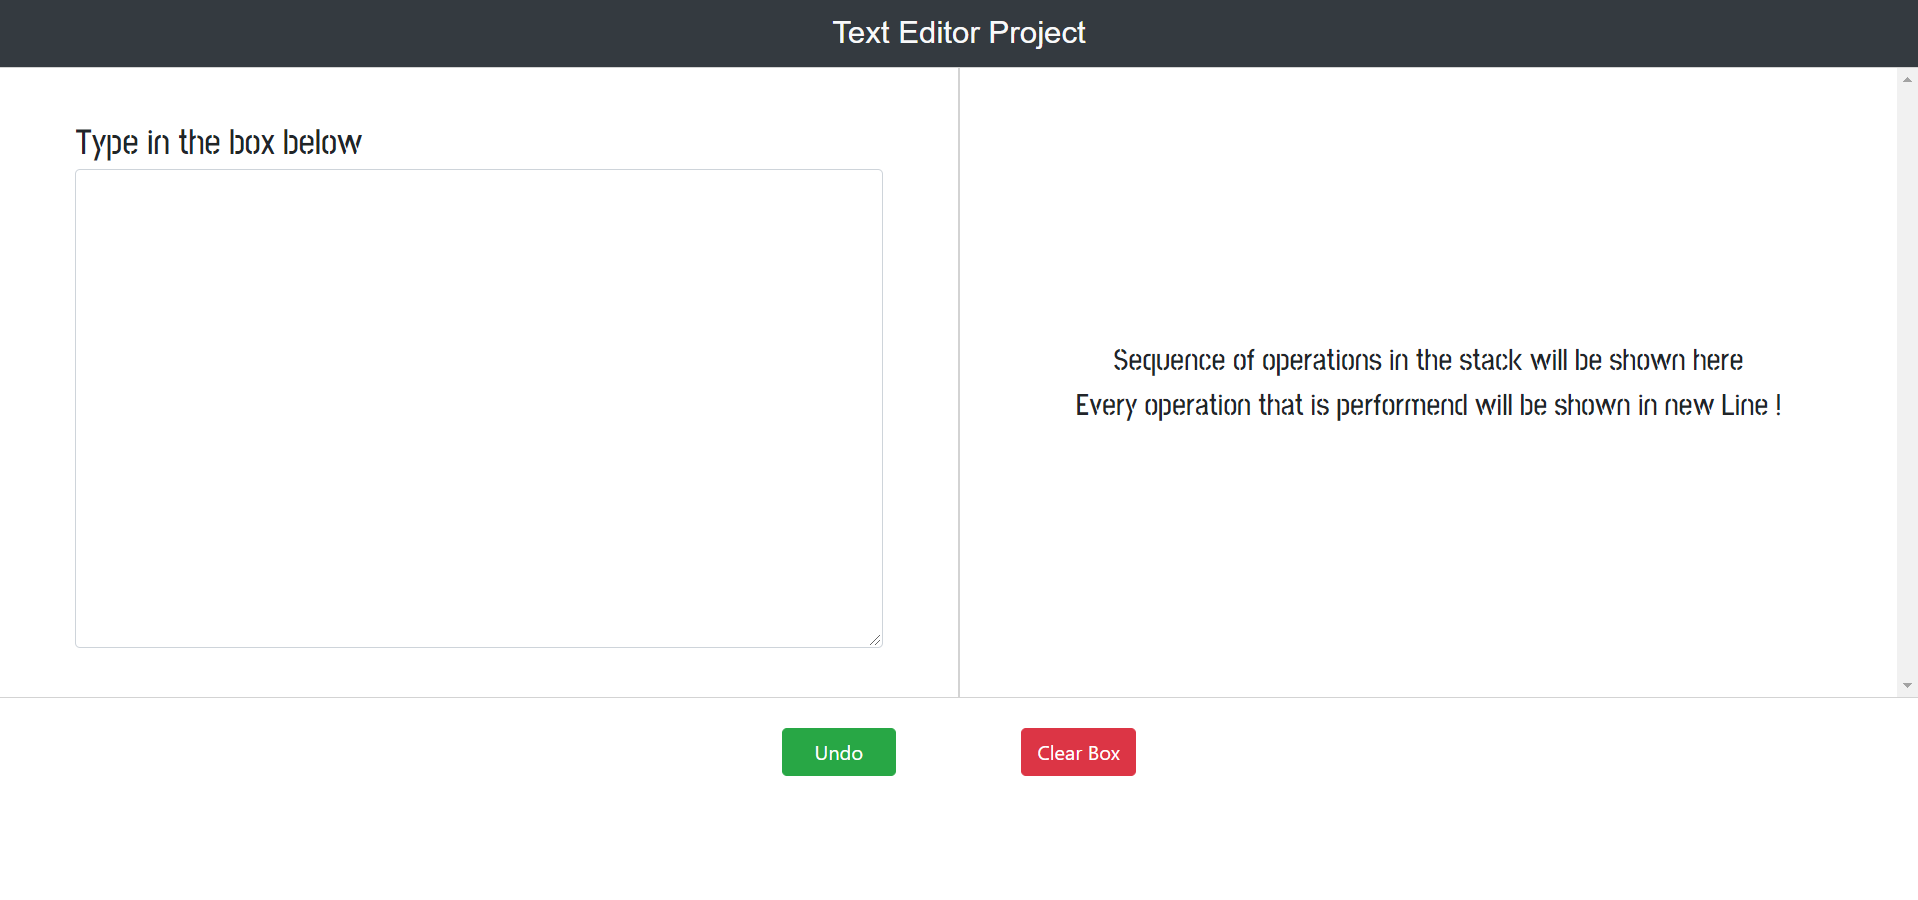 Text Editor Project
Type in the box below
Sequence of operations in the stack will be shown here
Every operation that is performend will be shown in new Line !
Undo
Clear Box